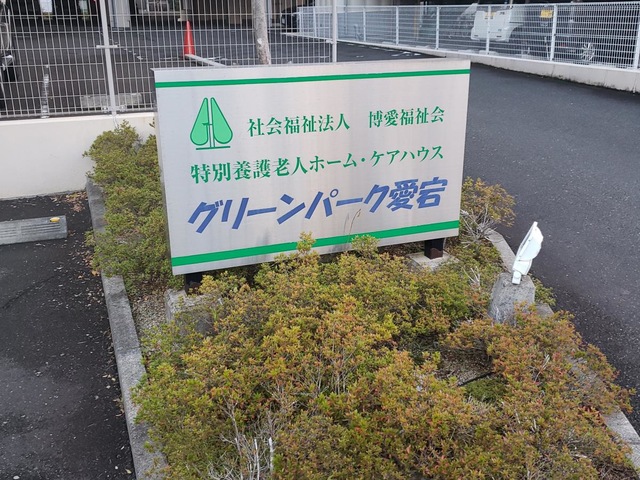 社会福祉法人　博愛福祉会
特別養護老人ホーム・ケアハウス
グリーンパーク愛宕